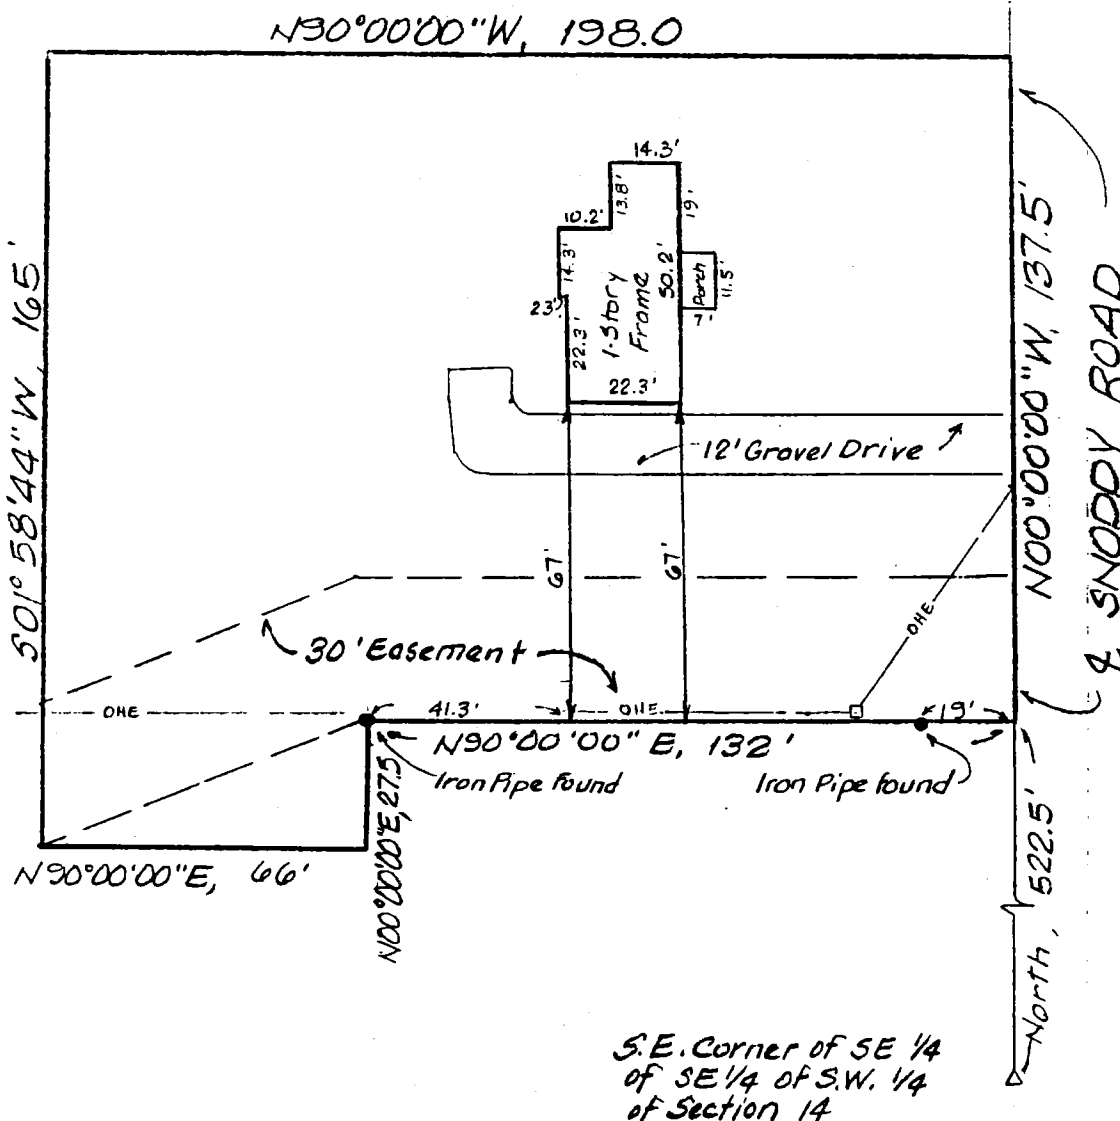 N90°00'00"W, 198.0
14.3'
13.8'
19'
10.2'
14.3'
50.2'
Porch
11.5'
7'
1-Story
Frame
23'
22.3'
22.3'
S01°58'44"W, 165'
N00°00'00"W, 137.5'
℄ SNODDY ROAD
12' Gravel Drive
67'
67'
OHE
30' Easement
OHE
41.3'
OHE
19'
N90°00'00"E, 132'
Iron Pipe found
Iron Pipe found
N00°00'00"E, 27.5'
N90°00'00"E, 66'
North, 522.5'
S.E. Corner of SE 1/4
of SE 1/4 of S.W. 1/4
of Section 14